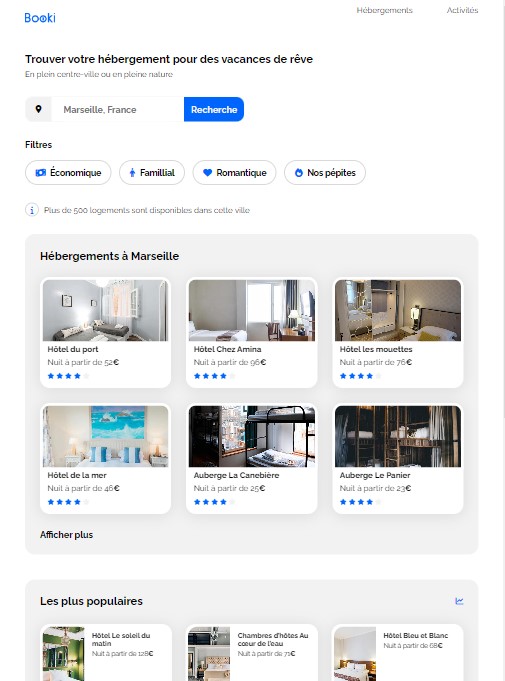 Booki
Hébergements
Activités
Trouver votre hébergement pour des vacances de rêve
En plein centre-ville ou en pleine nature
Marseille, France
Recherche
Filtres
Économique
Famillial
Romantique
Nos pépites
Plus de 500 logements sont disponibles dans cette ville
Hébergements à Marseille
Hôtel du port
Nuit à partir de 52€
Hôtel Chez Amina
Nuit à partir de 96€
Hôtel les mouettes
Nuit à partir de 76€
Hôtel de la mer
Nuit à partir de 46€
Auberge La Canebière
Nuit à partir de 25€
Auberge Le Panier
Nuit à partir de 23€
Afficher plus
Les plus populaires
Hôtel Le soleil du
matin
Nuit à partir de 128€
Chambres d'hôtes Au
cœur de l'eau
Nuit à partir de 71€
Hôtel Bleu et Blanc
Nuit à partir de 68€